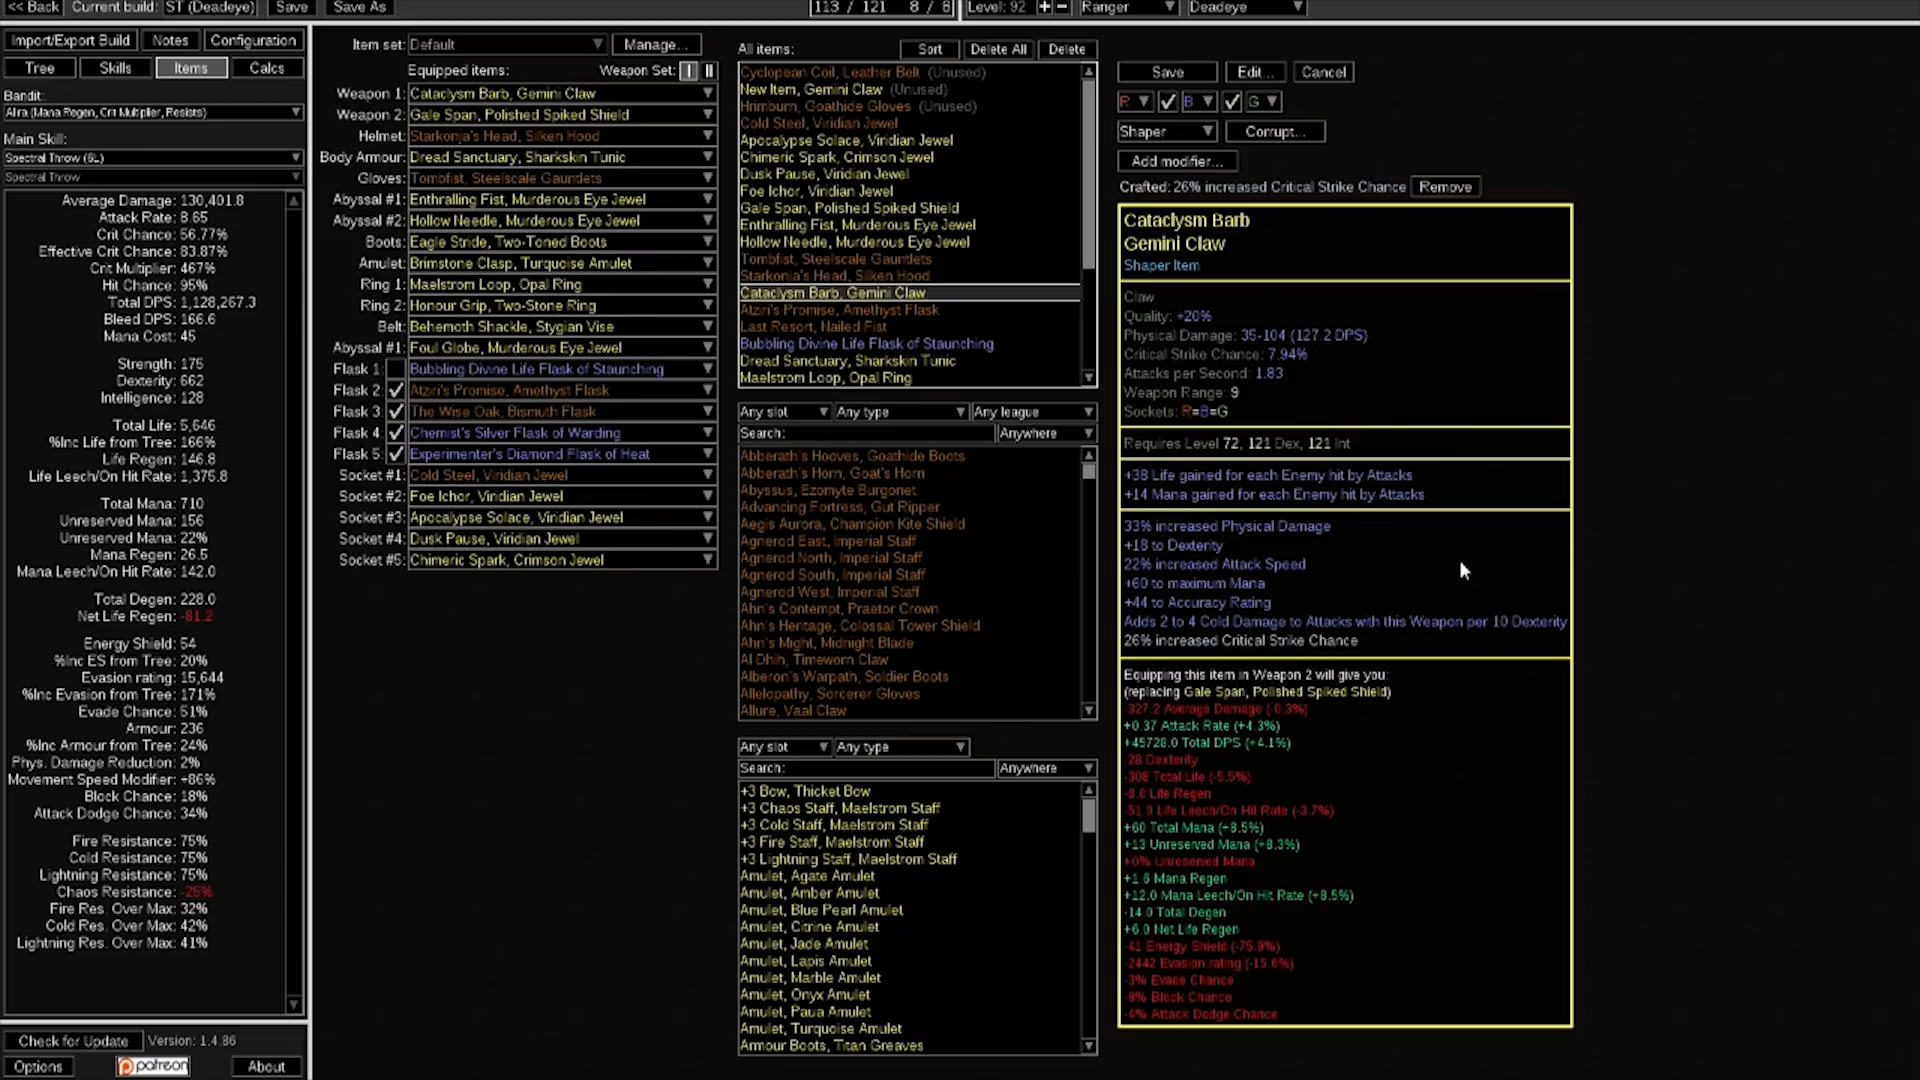 << Back Current build: ST (Deadeye) Save Save As 113 / 121 8 / 8 Level: 92 + − Ranger Deadeye
Import/Export Build Notes Configuration
Tree Skills Items Calcs
Bandit:
Alira (Mana Regen, Crit Multiplier, Resists)
Main Skill:
Spectral Throw (6L)
Spectral Throw
Average Damage: 130,401.8
Attack Rate: 8.65
Crit Chance: 56.77%
Effective Crit Chance: 83.87%
Crit Multiplier: 467%
Hit Chance: 95%
Total DPS: 1,128,267.3
Bleed DPS: 166.6
Mana Cost: 45
Strength: 175
Dexterity: 662
Intelligence: 128
Total Life: 5,646
%Inc Life from Tree: 166%
Life Regen: 146.8
Life Leech/On Hit Rate: 1,375.8
Total Mana: 710
Unreserved Mana: 156
Unreserved Mana: 22%
Mana Regen: 26.5
Mana Leech/On Hit Rate: 142.0
Total Degen: 228.0
Net Life Regen: -81.2
Energy Shield: 54
%Inc ES from Tree: 20%
Evasion rating: 15,644
%Inc Evasion from Tree: 171%
Evade Chance: 51%
Armour: 236
%Inc Armour from Tree: 24%
Phys. Damage Reduction: 2%
Movement Speed Modifier: +86%
Block Chance: 18%
Attack Dodge Chance: 34%
Fire Resistance: 75%
Cold Resistance: 75%
Lightning Resistance: 75%
Chaos Resistance: -25%
Fire Res. Over Max: 32%
Cold Res. Over Max: 42%
Lightning Res. Over Max: 41%
Check for Update Version: 1.4.86
Options patreon About
Item set: Default Manage...
Equipped items: Weapon Set: I II
Weapon 1: Cataclysm Barb, Gemini Claw
Weapon 2: Gale Span, Polished Spiked Shield
Helmet: Starkonja's Head, Silken Hood
Body Armour: Dread Sanctuary, Sharkskin Tunic
Gloves: Tombfist, Steelscale Gauntlets
Abyssal #1: Enthralling Fist, Murderous Eye Jewel
Abyssal #2: Hollow Needle, Murderous Eye Jewel
Boots: Eagle Stride, Two-Toned Boots
Amulet: Brimstone Clasp, Turquoise Amulet
Ring 1: Maelstrom Loop, Opal Ring
Ring 2: Honour Grip, Two-Stone Ring
Belt: Behemoth Shackle, Stygian Vise
Abyssal #1: Foul Globe, Murderous Eye Jewel
Flask 1: Bubbling Divine Life Flask of Staunching
Flask 2: Atziri's Promise, Amethyst Flask
Flask 3: The Wise Oak, Bismuth Flask
Flask 4: Chemist's Silver Flask of Warding
Flask 5: Experimenter's Diamond Flask of Heat
Socket #1: Cold Steel, Viridian Jewel
Socket #2: Foe Ichor, Viridian Jewel
Socket #3: Apocalypse Solace, Viridian Jewel
Socket #4: Dusk Pause, Viridian Jewel
Socket #5: Chimeric Spark, Crimson Jewel
All items: Sort Delete All Delete
Cyclopean Coil, Leather Belt (Unused)
New Item, Gemini Claw (Unused)
Hrimburn, Goathide Gloves (Unused)
Cold Steel, Viridian Jewel
Apocalypse Solace, Viridian Jewel
Chimeric Spark, Crimson Jewel
Dusk Pause, Viridian Jewel
Foe Ichor, Viridian Jewel
Gale Span, Polished Spiked Shield
Enthralling Fist, Murderous Eye Jewel
Hollow Needle, Murderous Eye Jewel
Tombfist, Steelscale Gauntlets
Starkonja's Head, Silken Hood
Cataclysm Barb, Gemini Claw
Atziri's Promise, Amethyst Flask
Last Resort, Nailed Fist
Bubbling Divine Life Flask of Staunching
Dread Sanctuary, Sharkskin Tunic
Maelstrom Loop, Opal Ring
Any slot Any type Any league
Search: Anywhere
Abberath's Hooves, Goathide Boots
Abberath's Horn, Goat's Horn
Abyssus, Ezomyte Burgonet
Advancing Fortress, Gut Ripper
Aegis Aurora, Champion Kite Shield
Agnerod East, Imperial Staff
Agnerod North, Imperial Staff
Agnerod South, Imperial Staff
Agnerod West, Imperial Staff
Ahn's Contempt, Praetor Crown
Ahn's Heritage, Colossal Tower Shield
Ahn's Might, Midnight Blade
Al Dhih, Timeworn Claw
Alberon's Warpath, Soldier Boots
Allelopathy, Sorcerer Gloves
Allure, Vaal Claw
Any slot Any type
Search: Anywhere
+3 Bow, Thicket Bow
+3 Chaos Staff, Maelstrom Staff
+3 Cold Staff, Maelstrom Staff
+3 Fire Staff, Maelstrom Staff
+3 Lightning Staff, Maelstrom Staff
Amulet, Agate Amulet
Amulet, Amber Amulet
Amulet, Blue Pearl Amulet
Amulet, Citrine Amulet
Amulet, Jade Amulet
Amulet, Lapis Amulet
Amulet, Marble Amulet
Amulet, Onyx Amulet
Amulet, Paua Amulet
Amulet, Turquoise Amulet
Armour Boots, Titan Greaves
Save Edit... Cancel
R B G
Shaper Corrupt...
Add modifier...
Crafted: 26% increased Critical Strike Chance Remove
Cataclysm Barb
Gemini Claw
Shaper Item
Claw
Quality: +20%
Physical Damage: 35-104 (127.2 DPS)
Critical Strike Chance: 7.94%
Attacks per Second: 1.83
Weapon Range: 9
Sockets: R=B=G
Requires Level 72, 121 Dex, 121 Int
+38 Life gained for each Enemy hit by Attacks
+14 Mana gained for each Enemy hit by Attacks
33% increased Physical Damage
+18 to Dexterity
22% increased Attack Speed
+60 to maximum Mana
+44 to Accuracy Rating
Adds 2 to 4 Cold Damage to Attacks with this Weapon per 10 Dexterity
26% increased Critical Strike Chance
Equipping this item in Weapon 2 will give you:
(replacing Gale Span, Polished Spiked Shield)
-327.2 Average Damage (-0.3%)
+0.37 Attack Rate (+4.3%)
+45728.0 Total DPS (+4.1%)
-28 Dexterity
-308 Total Life (-5.5%)
-8.0 Life Regen
-51.0 Life Leech/On Hit Rate (-3.7%)
+60 Total Mana (+8.5%)
+13 Unreserved Mana (+8.3%)
+0% Unreserved Mana
+1.6 Mana Regen
+12.0 Mana Leech/On Hit Rate (+8.5%)
-14.0 Total Degen
+6.0 Net Life Regen
-41 Energy Shield (-75.9%)
-2442 Evasion rating (-15.6%)
-3% Evade Chance
-8% Block Chance
-4% Attack Dodge Chance